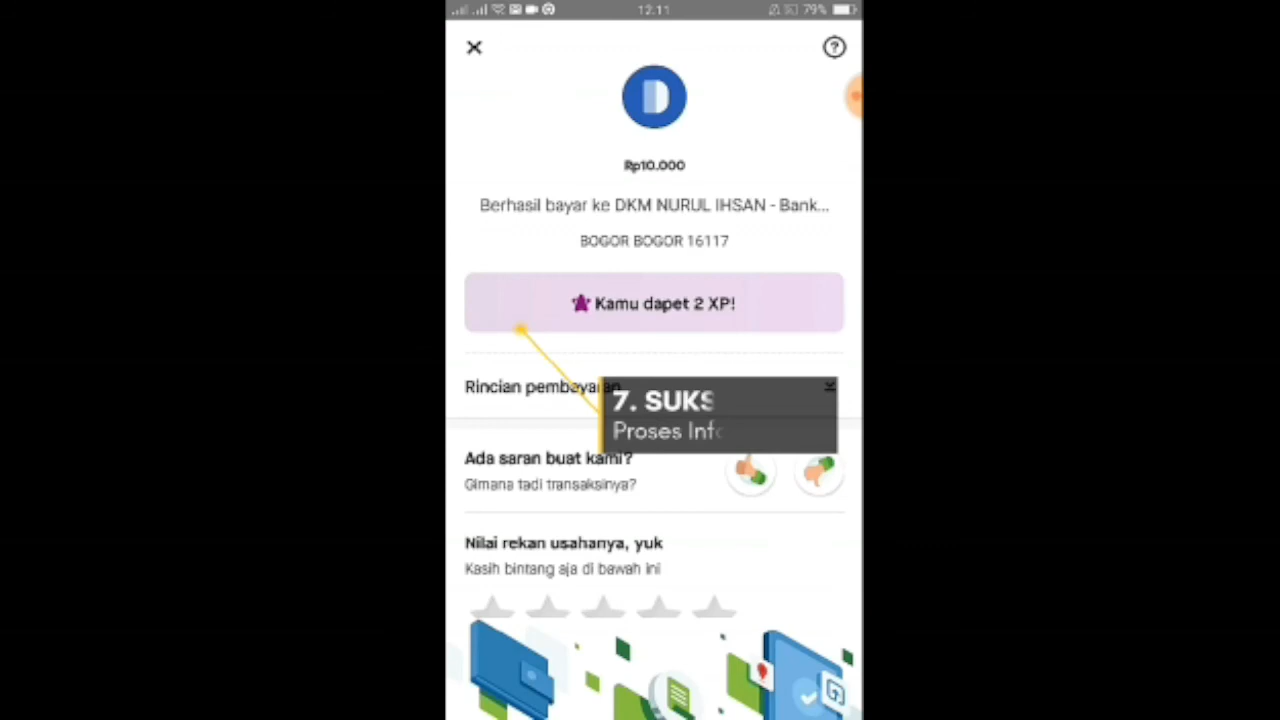 12.11
79%
Rp10.000
Berhasil bayar ke DKM NURUL IHSAN - Bank...
BOGOR BOGOR 16117
Kamu dapet 2 XP!
Rincian pembayaran
7. SUKS
Proses Info
Ada saran buat kami?
Gimana tadi transaksinya?
Nilai rekan usahanya, yuk
Kasih bintang aja di bawah ini